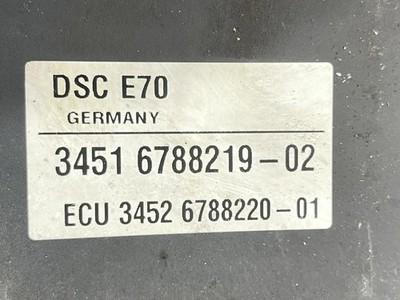 DSC E70
GERMANY
3451 6788219-02
ECU 3452 6788220-01